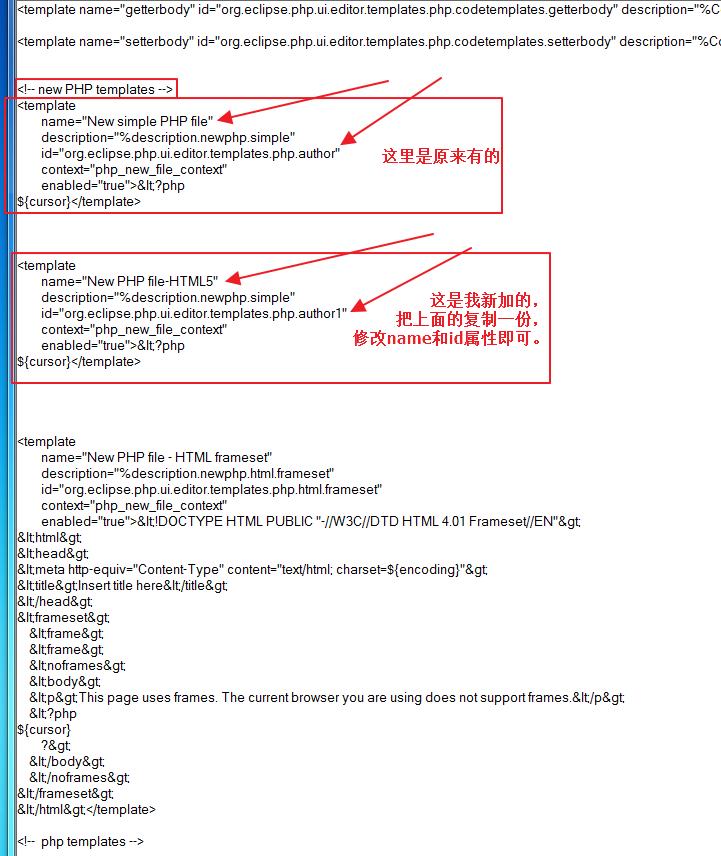 <template name="getterbody" id="org.eclipse.php.ui.editor.templates.php.codetemplates.getterbody" description="%C
<template name="setterbody" id="org.eclipse.php.ui.editor.templates.php.codetemplates.setterbody" description="%Co
<!-- new PHP templates -->
<template
name="New simple PHP file"
description="%description.newphp.simple"
id="org.eclipse.php.ui.editor.templates.php.author"
这里是原来有的
context="php_new_file_context"
enabled="true">&lt;?php
${cursor}</template>
<template
name="New PHP file-HTML5"
description="%description.newphp.simple"
id="org.eclipse.php.ui.editor.templates.php.author1"
context="php_new_file_context"
enabled="true">&lt;?php
${cursor}</template>
这是我新加的，
把上面的复制一份，
修改name和id属性即可。
<template
name="New PHP file - HTML frameset"
description="%description.newphp.html.frameset"
id="org.eclipse.php.ui.editor.templates.php.html.frameset"
context="php_new_file_context"
enabled="true">&lt;!DOCTYPE HTML PUBLIC "-//W3C//DTD HTML 4.01 Frameset//EN"&gt;
&lt;html&gt;
&lt;head&gt;
&lt;meta http-equiv="Content-Type" content="text/html; charset=${encoding}"&gt;
&lt;title&gt;Insert title here&lt;/title&gt;
&lt;/head&gt;
&lt;frameset&gt;
&lt;frame&gt;
&lt;frame&gt;
&lt;noframes&gt;
&lt;body&gt;
&lt;p&gt;This page uses frames. The current browser you are using does not support frames.&lt;/p&gt;
&lt;?php
${cursor}
?&gt;
&lt;/body&gt;
&lt;/noframes&gt;
&lt;/frameset&gt;
&lt;/html&gt;</template>
<!--  php templates -->